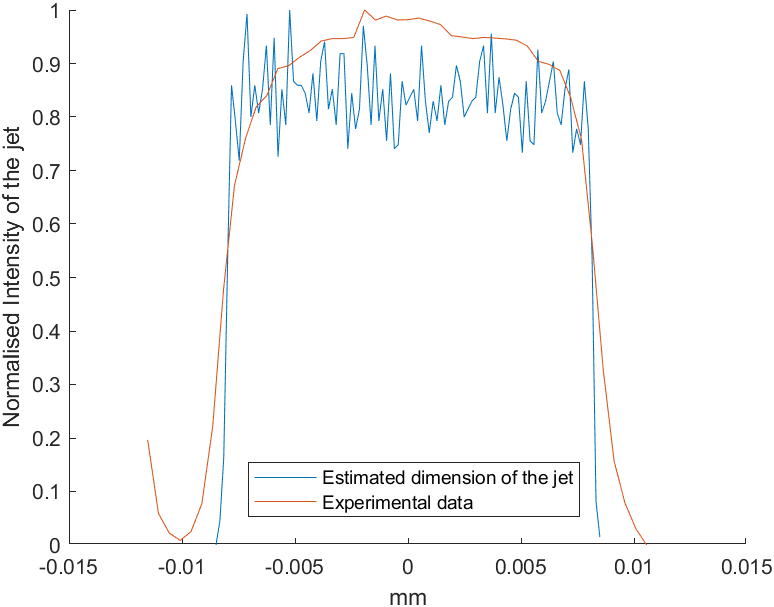 1
0.9
0.8
0.7
0.6
0.5
0.4
0.3
0.2
0.1
0
Normalised Intensity of the jet
Estimated dimension of the jet
Experimental data
-0.015 -0.01 -0.005 0 0.005 0.01 0.015
mm